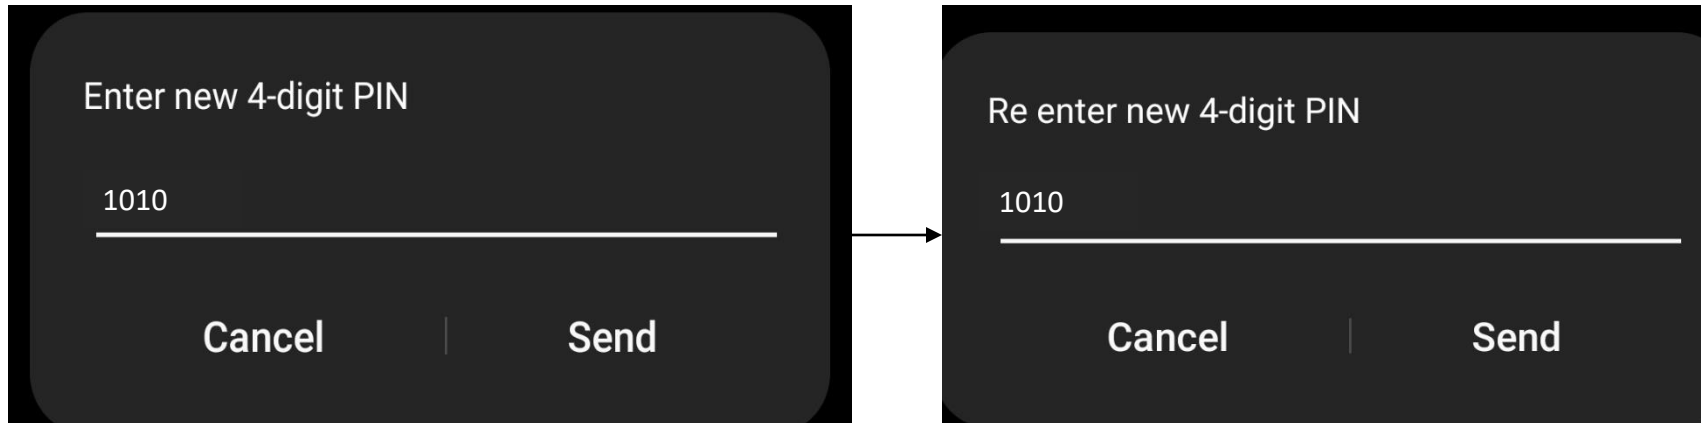 Enter new 4-digit PIN
1010
Cancel
Send
Re enter new 4-digit PIN
1010
Cancel
Send